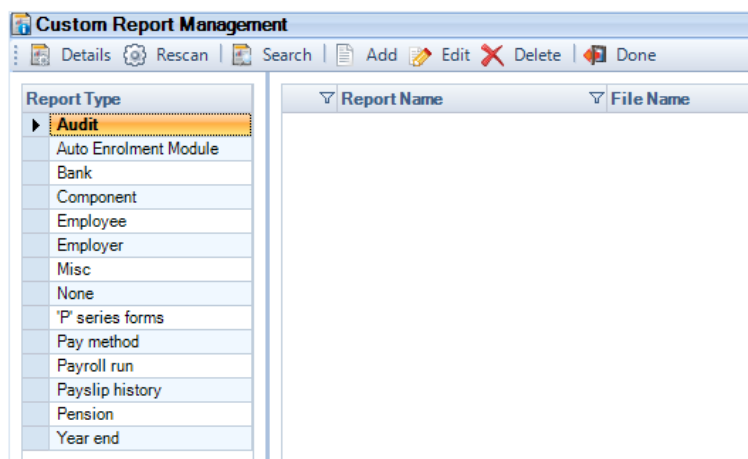 Custom Report Management
Details Rescan Search Add Edit Delete Done
Report Type Report Name File Name
Audit
Auto Enrolment Module
Bank
Component
Employee
Employer
Misc
None
'P' series forms
Pay method
Payroll run
Payslip history
Pension
Year end